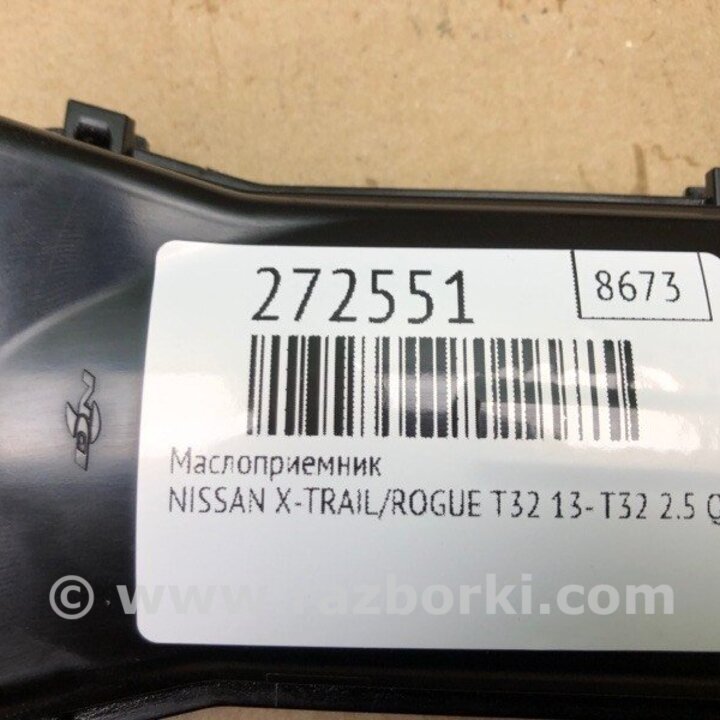 272551
8673
Маслоприемник
NISSAN X-TRAIL/ROGUE T32 13- T32 2.5 Q
© www.razborki.com